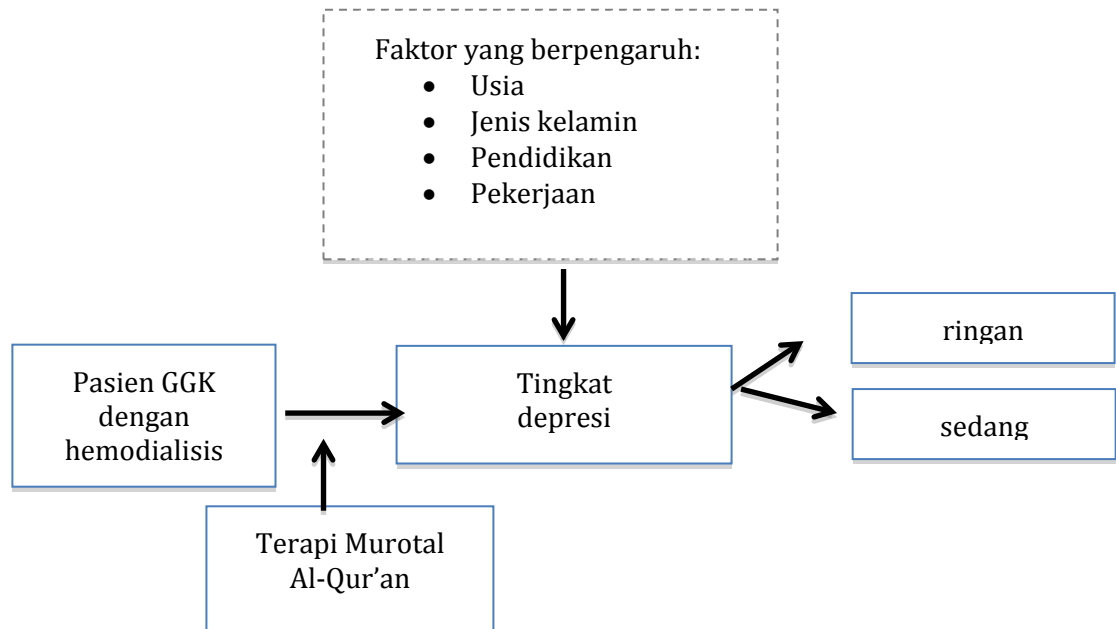 Faktor yang berpengaruh:
• Usia
• Jenis kelamin
• Pendidikan
• Pekerjaan
Pasien GGK
dengan
hemodialisis
Tingkat
depresi
ringan
sedang
Terapi Murotal
Al-Qur’an